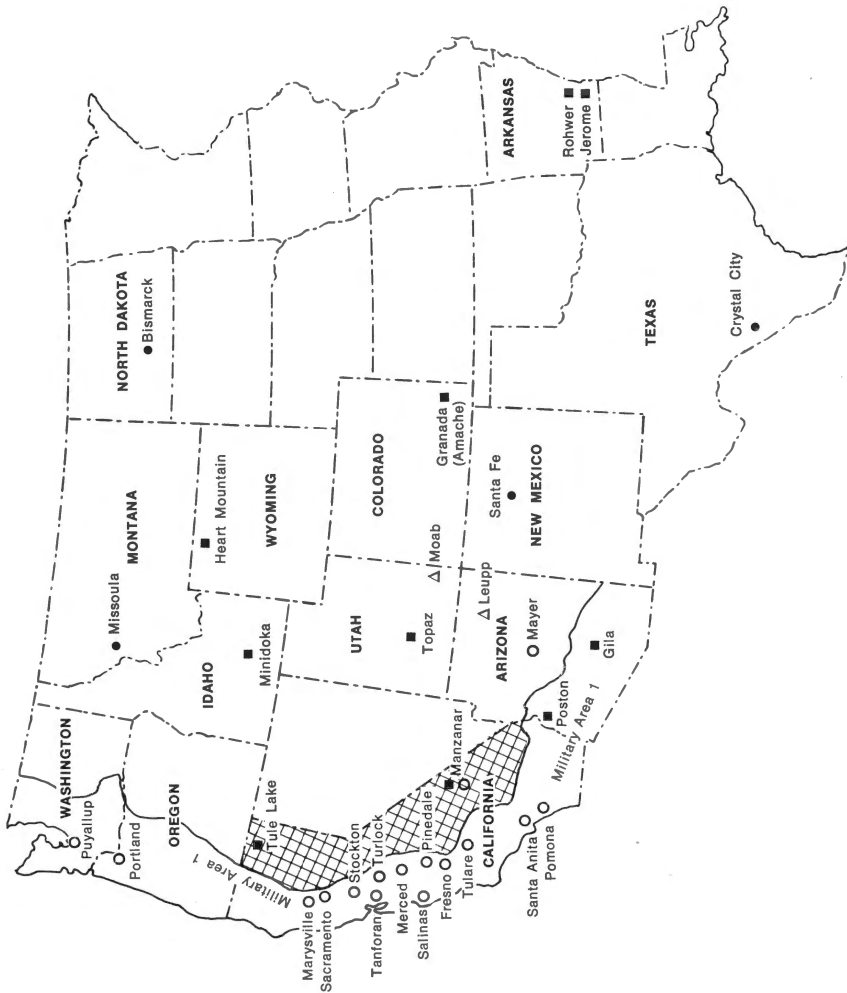 WASHINGTON
Puyallup
Portland
OREGON
Military Area 1
Tule Lake
Marysville
Sacramento
Stockton
Tanforan
Turlock
Merced
Salinas
Pinedale
Fresno
Tulare
Manzanar
CALIFORNIA
Santa Anita
Pomona
Military Area 1
IDAHO
Minidoka
MONTANA
Missoula
WYOMING
Heart Mountain
UTAH
Topaz
Moab
ARIZONA
Leupp
Mayer
Poston
Gila
COLORADO
Granada
(Amache)
NEW MEXICO
Santa Fe
NORTH DAKOTA
Bismarck
TEXAS
Crystal City
ARKANSAS
Rohwer
Jerome